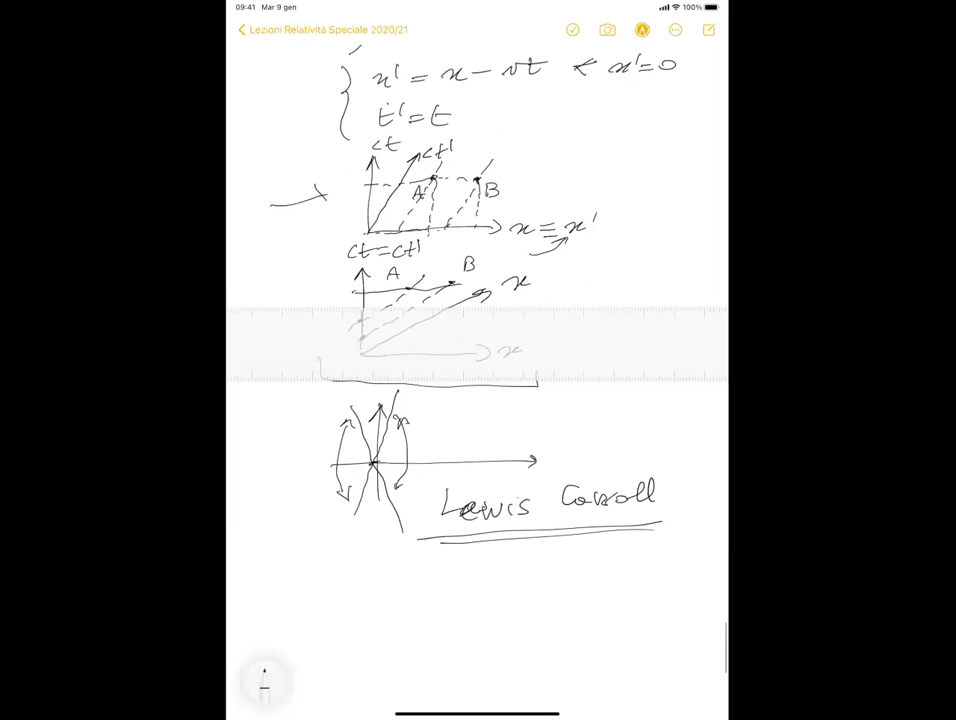 09:41 Mar 9 gen
100%
Lezioni Relatività Speciale 2020/21
x' = x - vt ← x' = 0
t' = t
ct
ct'
A
B
x ≡ x'
ct = ct'
A
B
x
x
Lewis Carroll